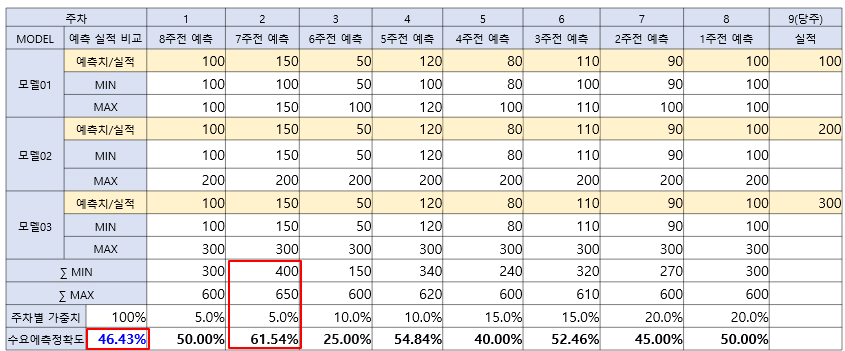 주차 1 2 3 4 5 6 7 8 9(당주)
MODEL 예측 실적 비교 8주전 예측 7주전 예측 6주전 예측 5주전 예측 4주전 예측 3주전 예측 2주전 예측 1주전 예측 실적
모델01 예측치/실적 100 150 50 120 80 110 90 100 100
MIN 100 100 50 100 80 100 90 100
MAX 100 150 100 120 100 110 100 100
모델02 예측치/실적 100 150 50 120 80 110 90 100 200
MIN 100 150 50 120 80 110 90 100
MAX 200 200 200 200 200 200 200 200
모델03 예측치/실적 100 150 50 120 80 110 90 100 300
MIN 100 150 50 120 80 110 90 100
MAX 300 300 300 300 300 300 300 300
∑ MIN 300 400 150 340 240 320 270 300
∑ MAX 600 650 600 620 600 610 600 600
주차별 가중치 100% 5.0% 5.0% 10.0% 10.0% 15.0% 15.0% 20.0% 20.0%
수요예측정확도 46.43% 50.00% 61.54% 25.00% 54.84% 40.00% 52.46% 45.00% 50.00%